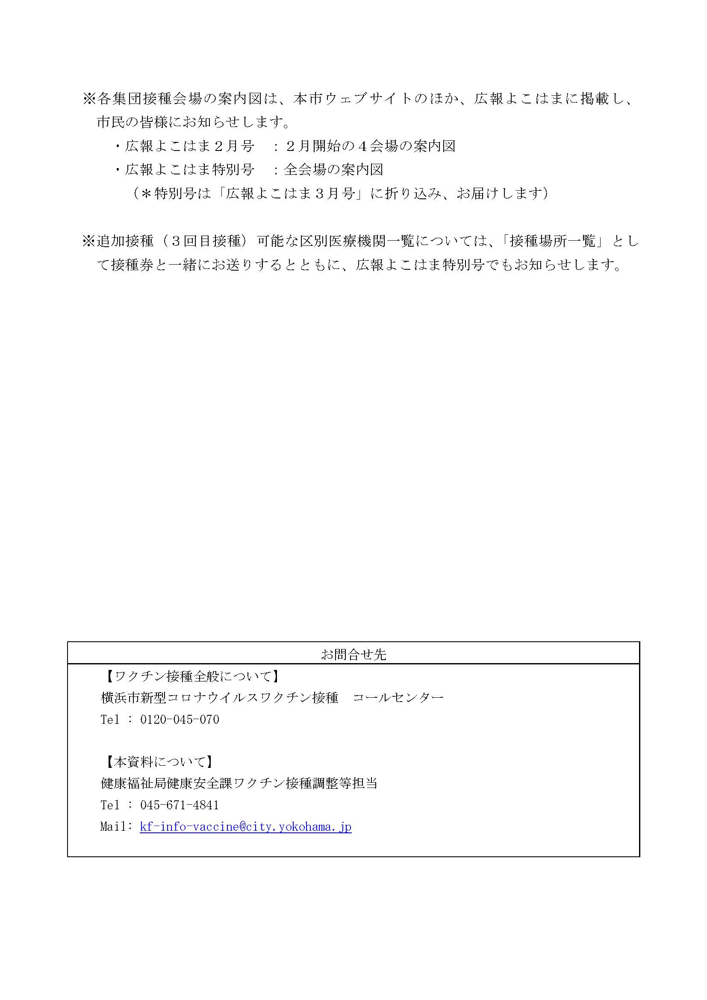 ※各集団接種会場の案内図は、本市ウェブサイトのほか、広報よこはまに掲載し、
市民の皆様にお知らせします。
・広報よこはま２月号　：２月開始の４会場の案内図
・広報よこはま特別号　：全会場の案内図
（＊特別号は「広報よこはま３月号」に折り込み、お届けします）
※追加接種（３回目接種）可能な区別医療機関一覧については、「接種場所一覧」とし
て接種券と一緒にお送りするとともに、広報よこはま特別号でもお知らせします。
お問合せ先
【ワクチン接種全般について】
横浜市新型コロナウイルスワクチン接種　コールセンター
Tel : 0120-045-070
【本資料について】
健康福祉局健康安全課ワクチン接種調整等担当
Tel : 045-671-4841
Mail: kf-info-vaccine@city.yokohama.jp